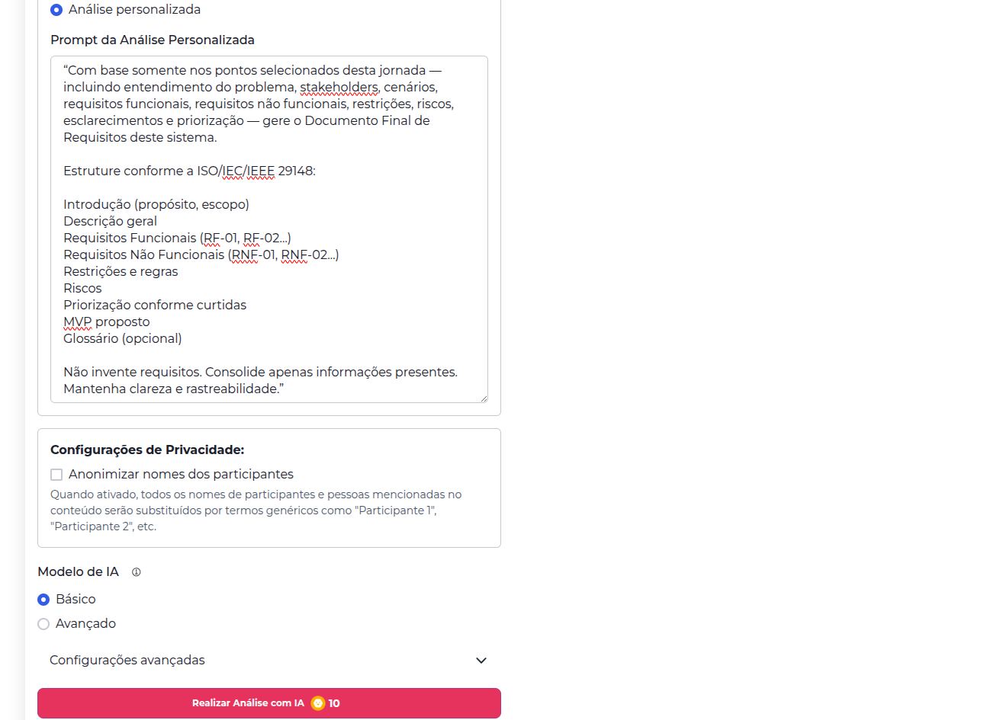 Análise personalizada
Prompt da Análise Personalizada
“Com base somente nos pontos selecionados desta jornada —
incluindo entendimento do problema, stakeholders, cenários,
requisitos funcionais, requisitos não funcionais, restrições, riscos,
esclarecimentos e priorização — gere o Documento Final de
Requisitos deste sistema.
Estruture conforme a ISO/IEC/IEEE 29148:
Introdução (propósito, escopo)
Descrição geral
Requisitos Funcionais (RF-01, RF-02…)
Requisitos Não Funcionais (RNF-01, RNF-02…)
Restrições e regras
Riscos
Priorização conforme curtidas
MVP proposto
Glossário (opcional)
Não invente requisitos. Consolide apenas informações presentes.
Mantenha clareza e rastreabilidade.”
Configurações de Privacidade:
Anonimizar nomes dos participantes
Quando ativado, todos os nomes de participantes e pessoas mencionadas no
conteúdo serão substituídos por termos genéricos como "Participante 1",
"Participante 2", etc.
Modelo de IA
Básico
Avançado
Configurações avançadas
Realizar Análise com IA 10